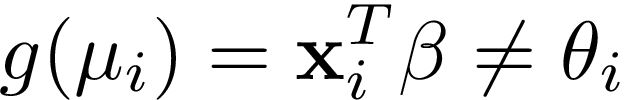 g(μ_i) = 𝐱_i^T β ≠ θ_i